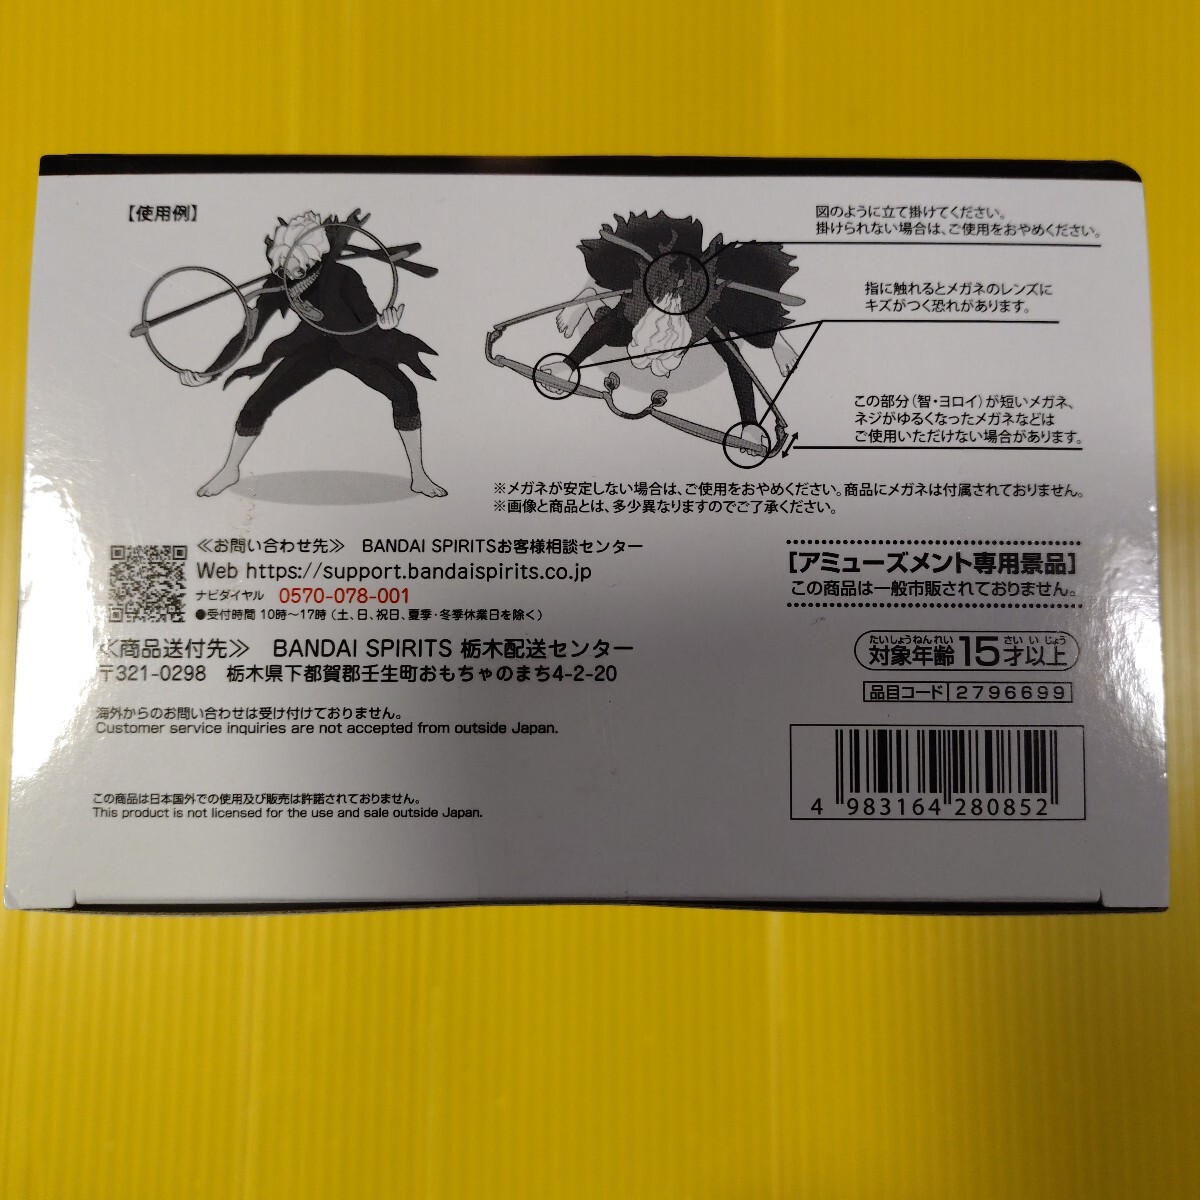 【使用例】
図のように立て掛けてください。
掛けられない場合は、ご使用をおやめください。
指に触れるとメガネのレンズに
キズがつく恐れがあります。
この部分(智・ヨロイ)が短いメガネ、
ネジがゆるくなったメガネなどは
ご使用いただけない場合があります。
※メガネが安定しない場合は、ご使用をおやめください。商品にメガネは付属されておりません。
※画像と商品とは、多少異なりますのでご了承ください。
≪お問い合わせ先≫ BANDAI SPIRITSお客様相談センター
Web https://support.bandaispirits.co.jp
ナビダイヤル 0570-078-001
●受付時間 10時〜17時(土、日、祝日、夏季・冬季休業日を除く)
≪商品送付先≫ BANDAI SPIRITS 栃木配送センター
〒321-0298 栃木県下都賀郡壬生町おもちゃのまち4-2-20
海外からのお問い合わせは受け付けておりません。
Customer service inquiries are not accepted from outside Japan.
この商品は日本国外での使用及び販売は許諾されておりません。
This product is not licensed for the use and sale outside Japan.
[アミューズメント専用景品]
この商品は一般市販されておりません。
たいしょうねんれい さいいじょう
対象年齢15才以上
品目コード 2796699
4 983164 280852